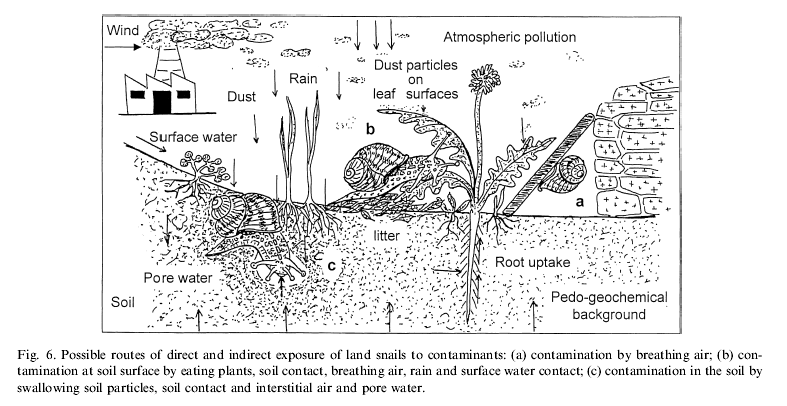 Wind
Atmospheric pollution
Rain
Dust particles
on
leaf surfaces
Dust
b
Surface water
a
litter
c
Root uptake
Pore water
Soil
Pedo-geochemical
background
Fig. 6. Possible routes of direct and indirect exposure of land snails to contaminants: (a) contamination by breathing air; (b) con-
tamination at soil surface by eating plants, soil contact, breathing air, rain and surface water contact; (c) contamination in the soil by
swallowing soil particles, soil contact and interstitial air and pore water.